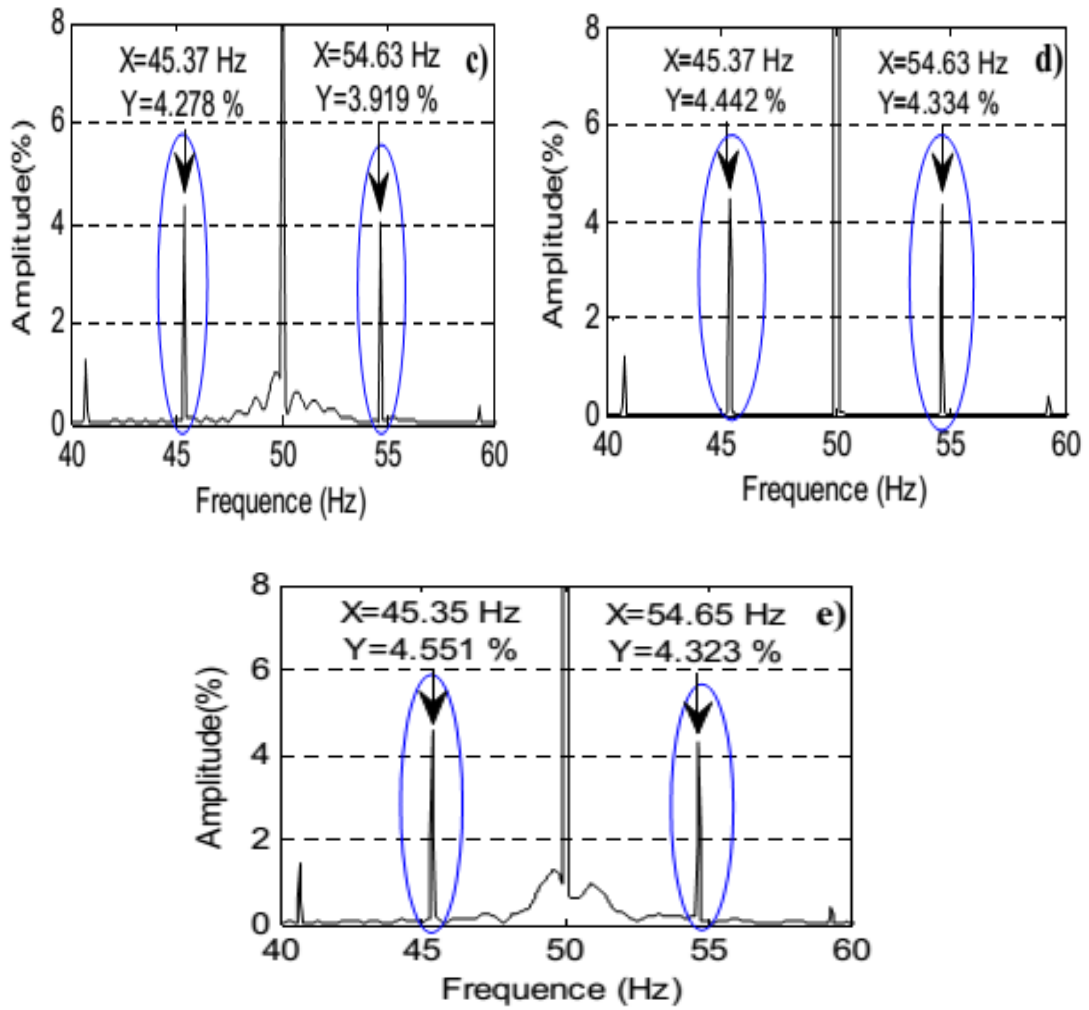 8
6
4
2
0
Amplitude(%)
X=45.37 Hz
Y=4.278 %
X=54.63 Hz
Y=3.919 %
c)
40
45
50
55
60
Frequence (Hz)
8
6
4
2
0
Amplitude(%)
X=45.37 Hz
Y=4.442 %
X=54.63 Hz
Y=4.334 %
d)
40
45
50
55
60
Frequence (Hz)
8
6
4
2
0
Amplitude(%)
X=45.35 Hz
Y=4.551 %
X=54.65 Hz
Y=4.323 %
e)
40
45
50
55
60
Frequence (Hz)